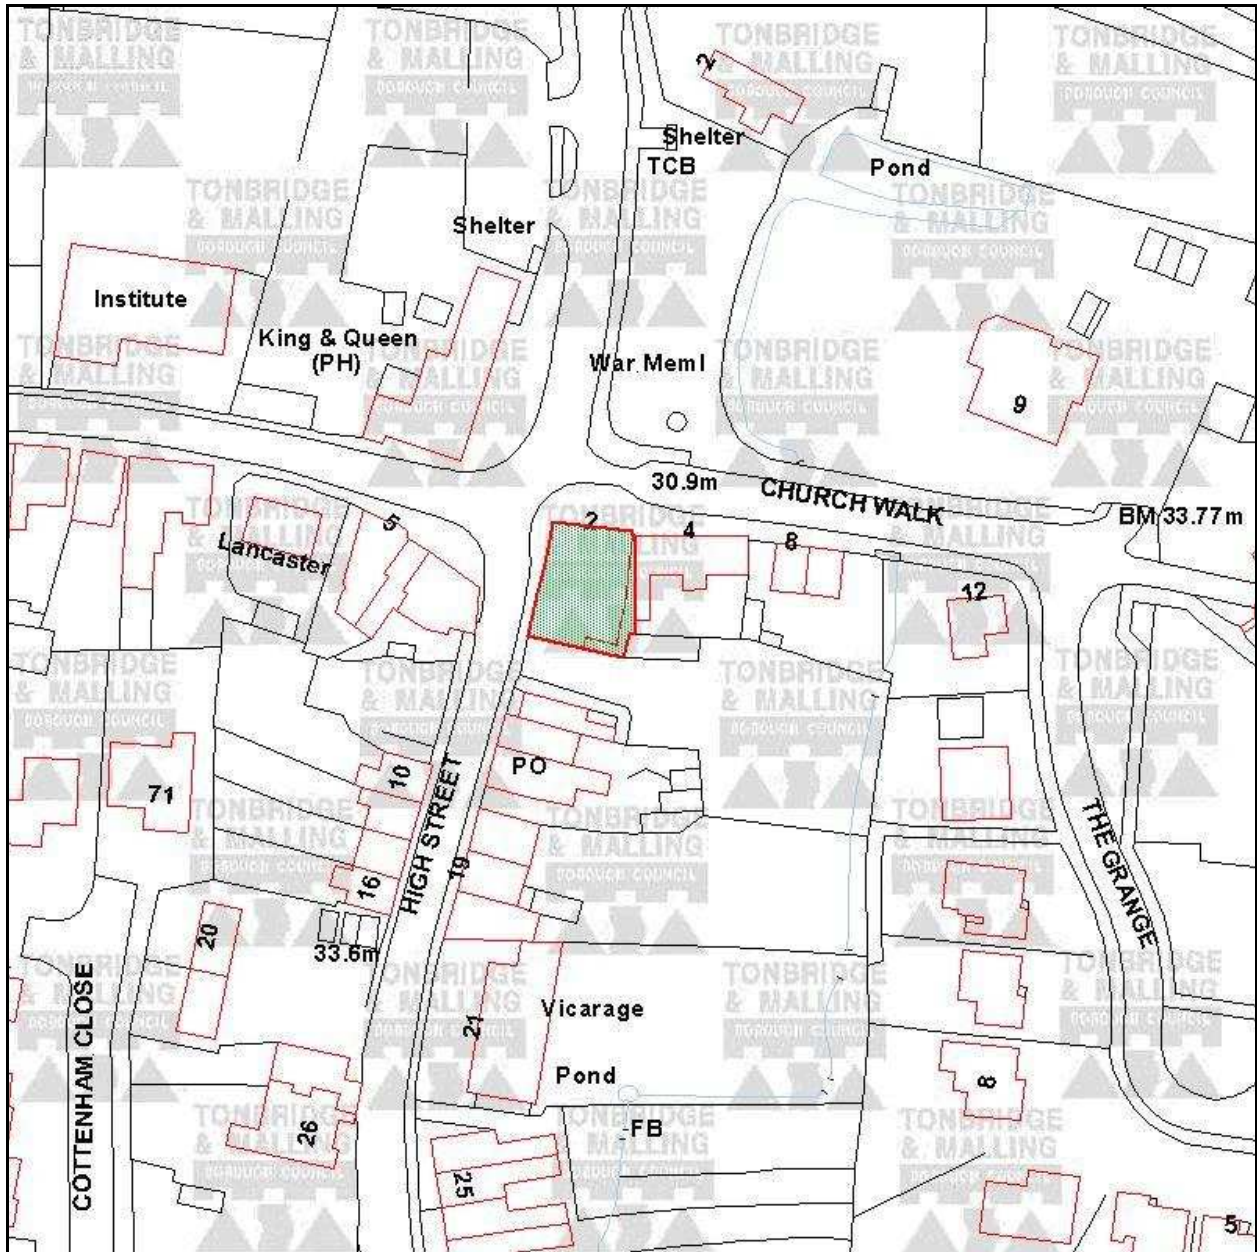 TONBRIDGE & MALLING BOROUGH COUNCIL
2
Shelter
TCB
Pond
Shelter
Institute
King & Queen
(PH)
War Meml
9
30.9m
CHURCH WALK
BM 33.77m
5
2
4
8
Lancaster
12
PO
10
71
HIGH STREET
THE GRANGE
19
16
20
33.6m
COTTENHAM CLOSE
Vicarage
21
Pond
8
26
FB
25
5